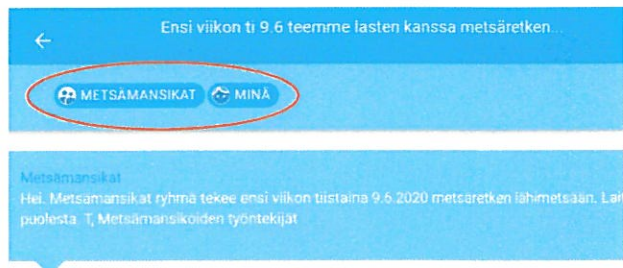 Ensi viikon ti 9.6 teemme lasten kanssa metsäretken...
METSÄMANSIKAT MINÄ
Metsämansikat
Hei. Metsämansikat ryhmä tekee ensi viikon tiistaina 9.6.2020 metsäretken lähimetsään. Lait
puolesta. T, Metsämansikoiden työntekijät